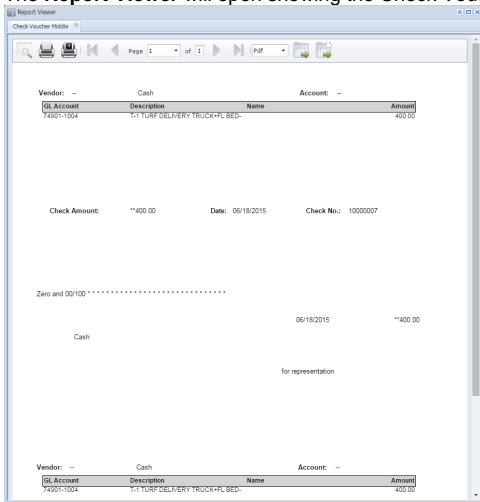 The Report Viewer will open showing the Check Vou
Report Viewer
Check Voucher Middle
Page 1 of 1 Pdf
Vendor: -- Cash Account: --
GL Account Description Name Amount
74901-1004 T-1 TURF DELIVERY TRUCK+FL BED- 400.00
Check Amount: **400.00 Date: 06/18/2015 Check No.: 10000007
Zero and 00/100 * * * * * * * * * * * * * * * * * * * * * * * * * * * * * *
06/18/2015 **400.00
Cash
for representation
Vendor: -- Cash Account: --
GL Account Description Name Amount
74901-1004 T-1 TURF DELIVERY TRUCK+FL BED- 400.00